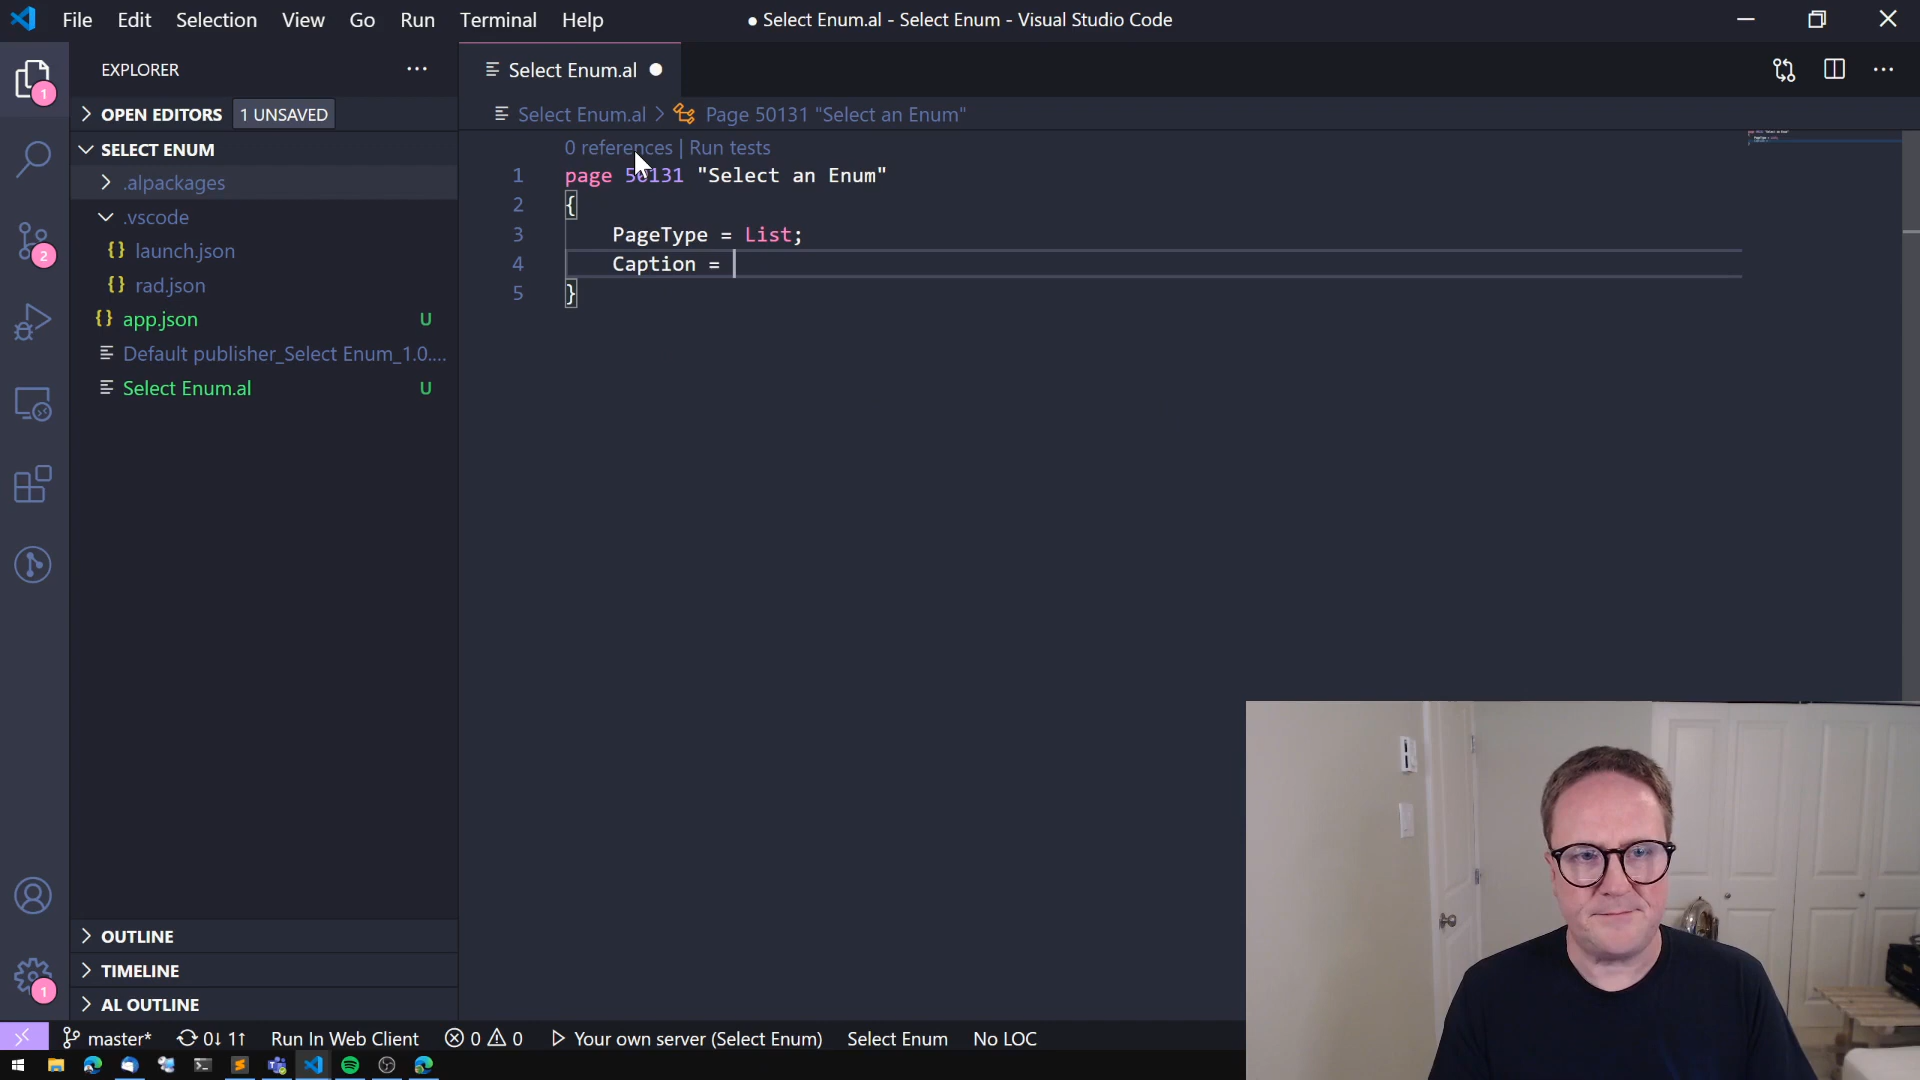 File Edit Selection View Go Run Terminal Help
● Select Enum.al - Select Enum - Visual Studio Code
EXPLORER
OPEN EDITORS 1 UNSAVED
SELECT ENUM
.alpackages
.vscode
{} launch.json
{} rad.json
{} app.json U
Default publisher_Select Enum_1.0....
Select Enum.al U
OUTLINE
TIMELINE
AL OUTLINE
1
2
1
Select Enum.al ●
Select Enum.al > Page 50131 "Select an Enum"
0 references | Run tests
1 page 50131 "Select an Enum"
2 {
3 PageType = List;
4 Caption =
5 }
master* 0↓ 1↑ Run In Web Client 0 0 Your own server (Select Enum) Select Enum No LOC